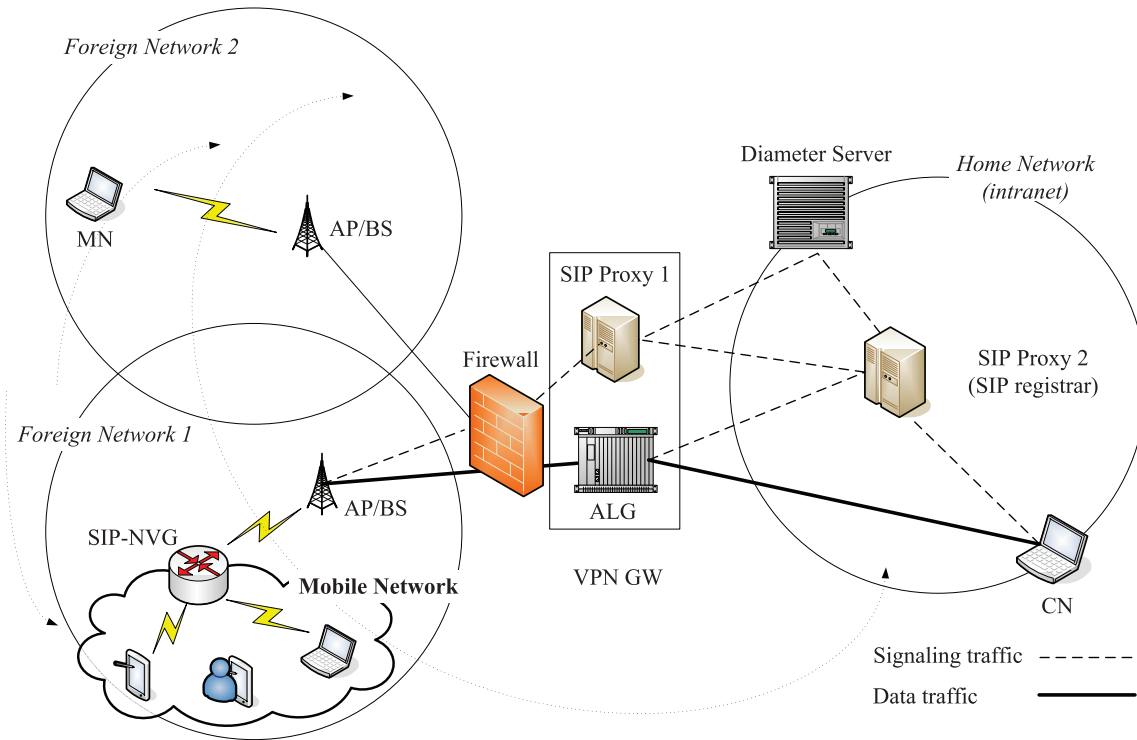 Foreign Network 2
MN
AP/BS
Diameter Server
Home Network
(intranet)
SIP Proxy 1
SIP Proxy 2
(SIP registrar)
Firewall
Foreign Network 1
AP/BS
ALG
SIP-NVG
Mobile Network
VPN GW
CN
Signaling traffic
Data traffic